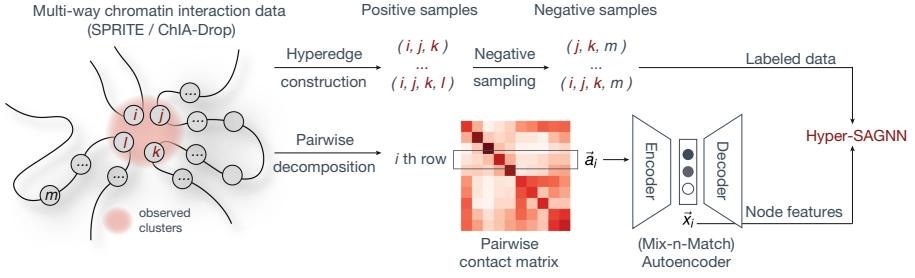 Multi-way chromatin interaction data
(SPRITE / ChIA-Drop)
Positive samples
Negative samples
Hyperedge
construction
(i, j, k)
...
(i, j, k, l)
Negative
sampling
(j, k, m)
...
(i, j, k, m)
Labeled data
Hyper-SAGNN
i
j
l
k
m
...
...
...
...
...
...
...
observed
clusters
Pairwise
decomposition
i th row
Pairwise
contact matrix
a⃗ᵢ
Encoder
Decoder
x⃗ᵢ
(Mix-n-Match)
Autoencoder
Node features